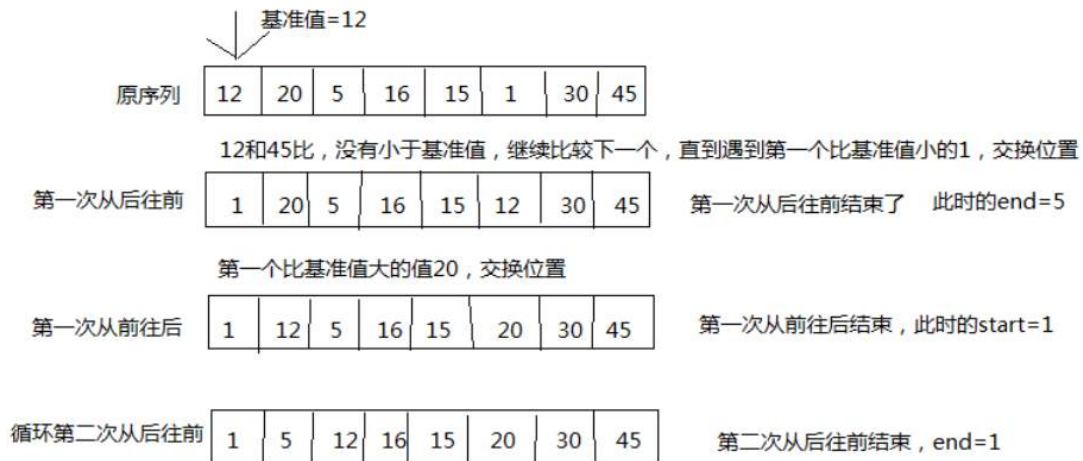 基准值=12
原序列 12 20 5 16 15 1 30 45
12和45比，没有小于基准值，继续比较下一个，直到遇到第一个比基准值小的1，交换位置
第一次从后往前 1 20 5 16 15 12 30 45 第一次从后往前结束了 此时的end=5
第一个比基准值大的值20，交换位置
第一次从前往后 1 12 5 16 15 20 30 45 第一次从前往后结束，此时的start=1
循环第二次从后往前 1 5 12 16 15 20 30 45 第二次从后往前结束，end=1